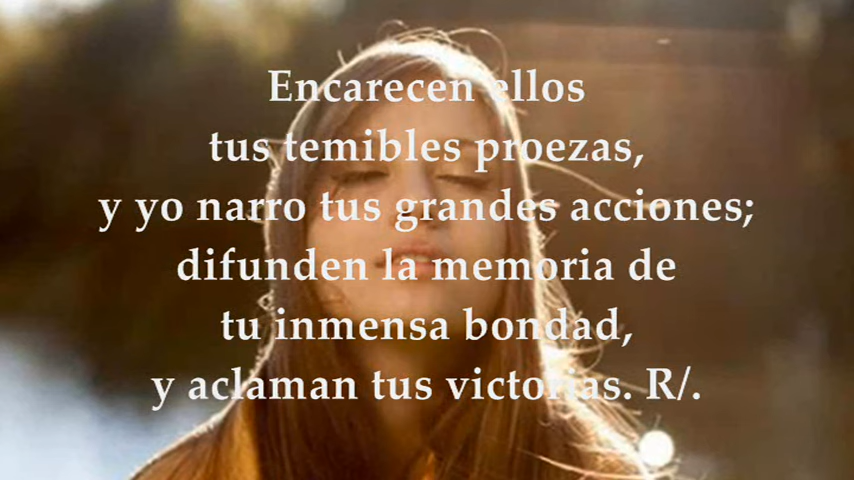 Encarecen ellos
tus temibles proezas,
y yo narro tus grandes acciones;
difunden la memoria de
tu inmensa bondad,
y aclaman tus victorias. R/.